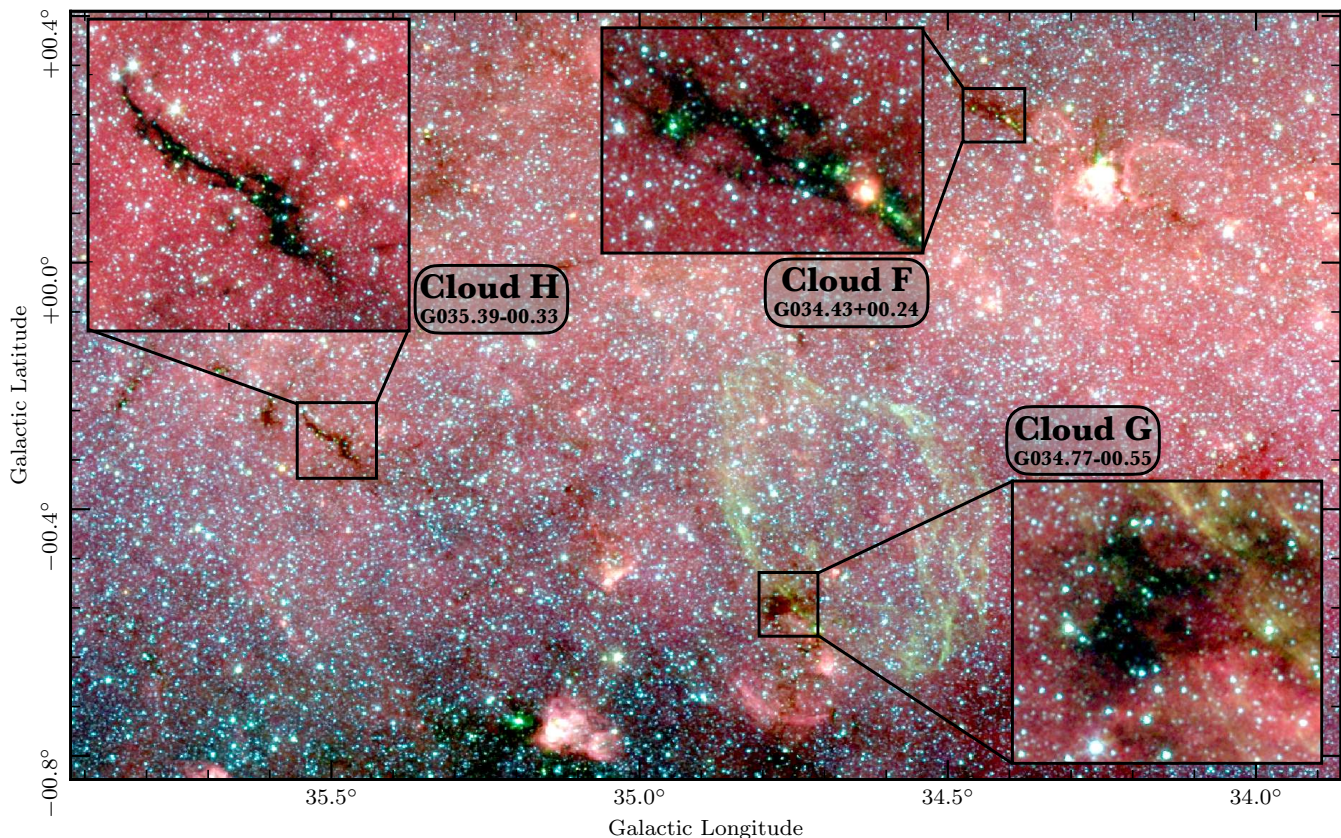 +00.4°
+00.0°
−00.4°
−00.8°
Galactic Latitude
Cloud H
G035.39-00.33
Cloud F
G034.43+00.24
Cloud G
G034.77-00.55
35.5°
35.0°
34.5°
34.0°
Galactic Longitude